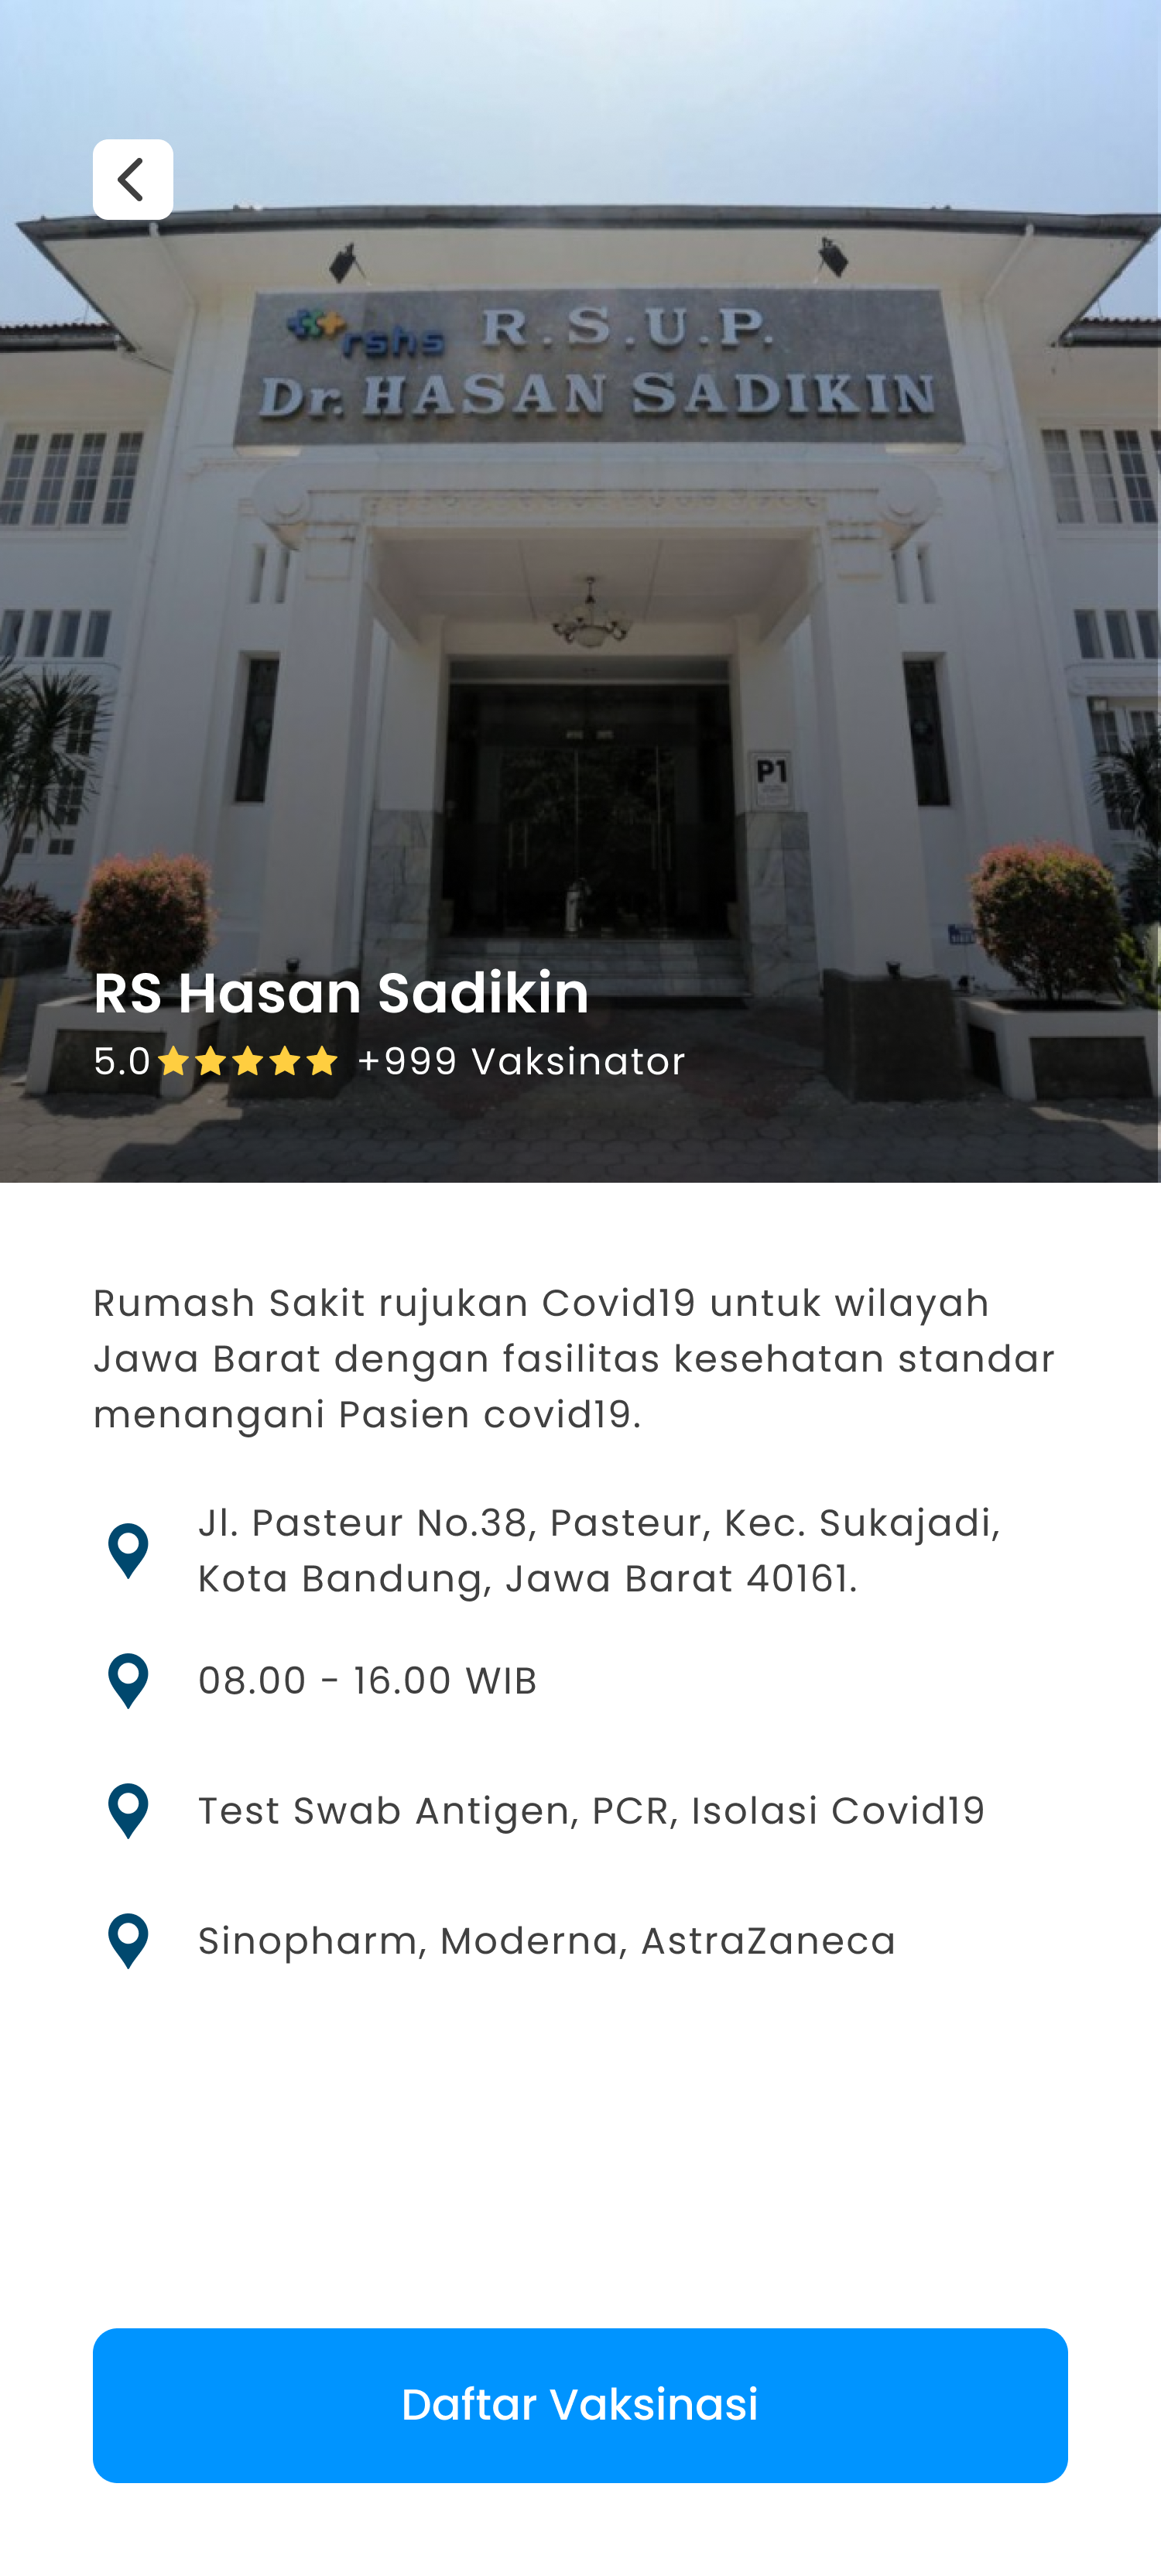 rshs R.S.U.P.
Dr. HASAN SADIKIN
P1
RS Hasan Sadikin
5.0 +999 Vaksinator
Rumash Sakit rujukan Covid19 untuk wilayah
Jawa Barat dengan fasilitas kesehatan standar
menangani Pasien covid19.
Jl. Pasteur No.38, Pasteur, Kec. Sukajadi,
Kota Bandung, Jawa Barat 40161.
08.00 - 16.00 WIB
Test Swab Antigen, PCR, Isolasi Covid19
Sinopharm, Moderna, AstraZaneca
Daftar Vaksinasi